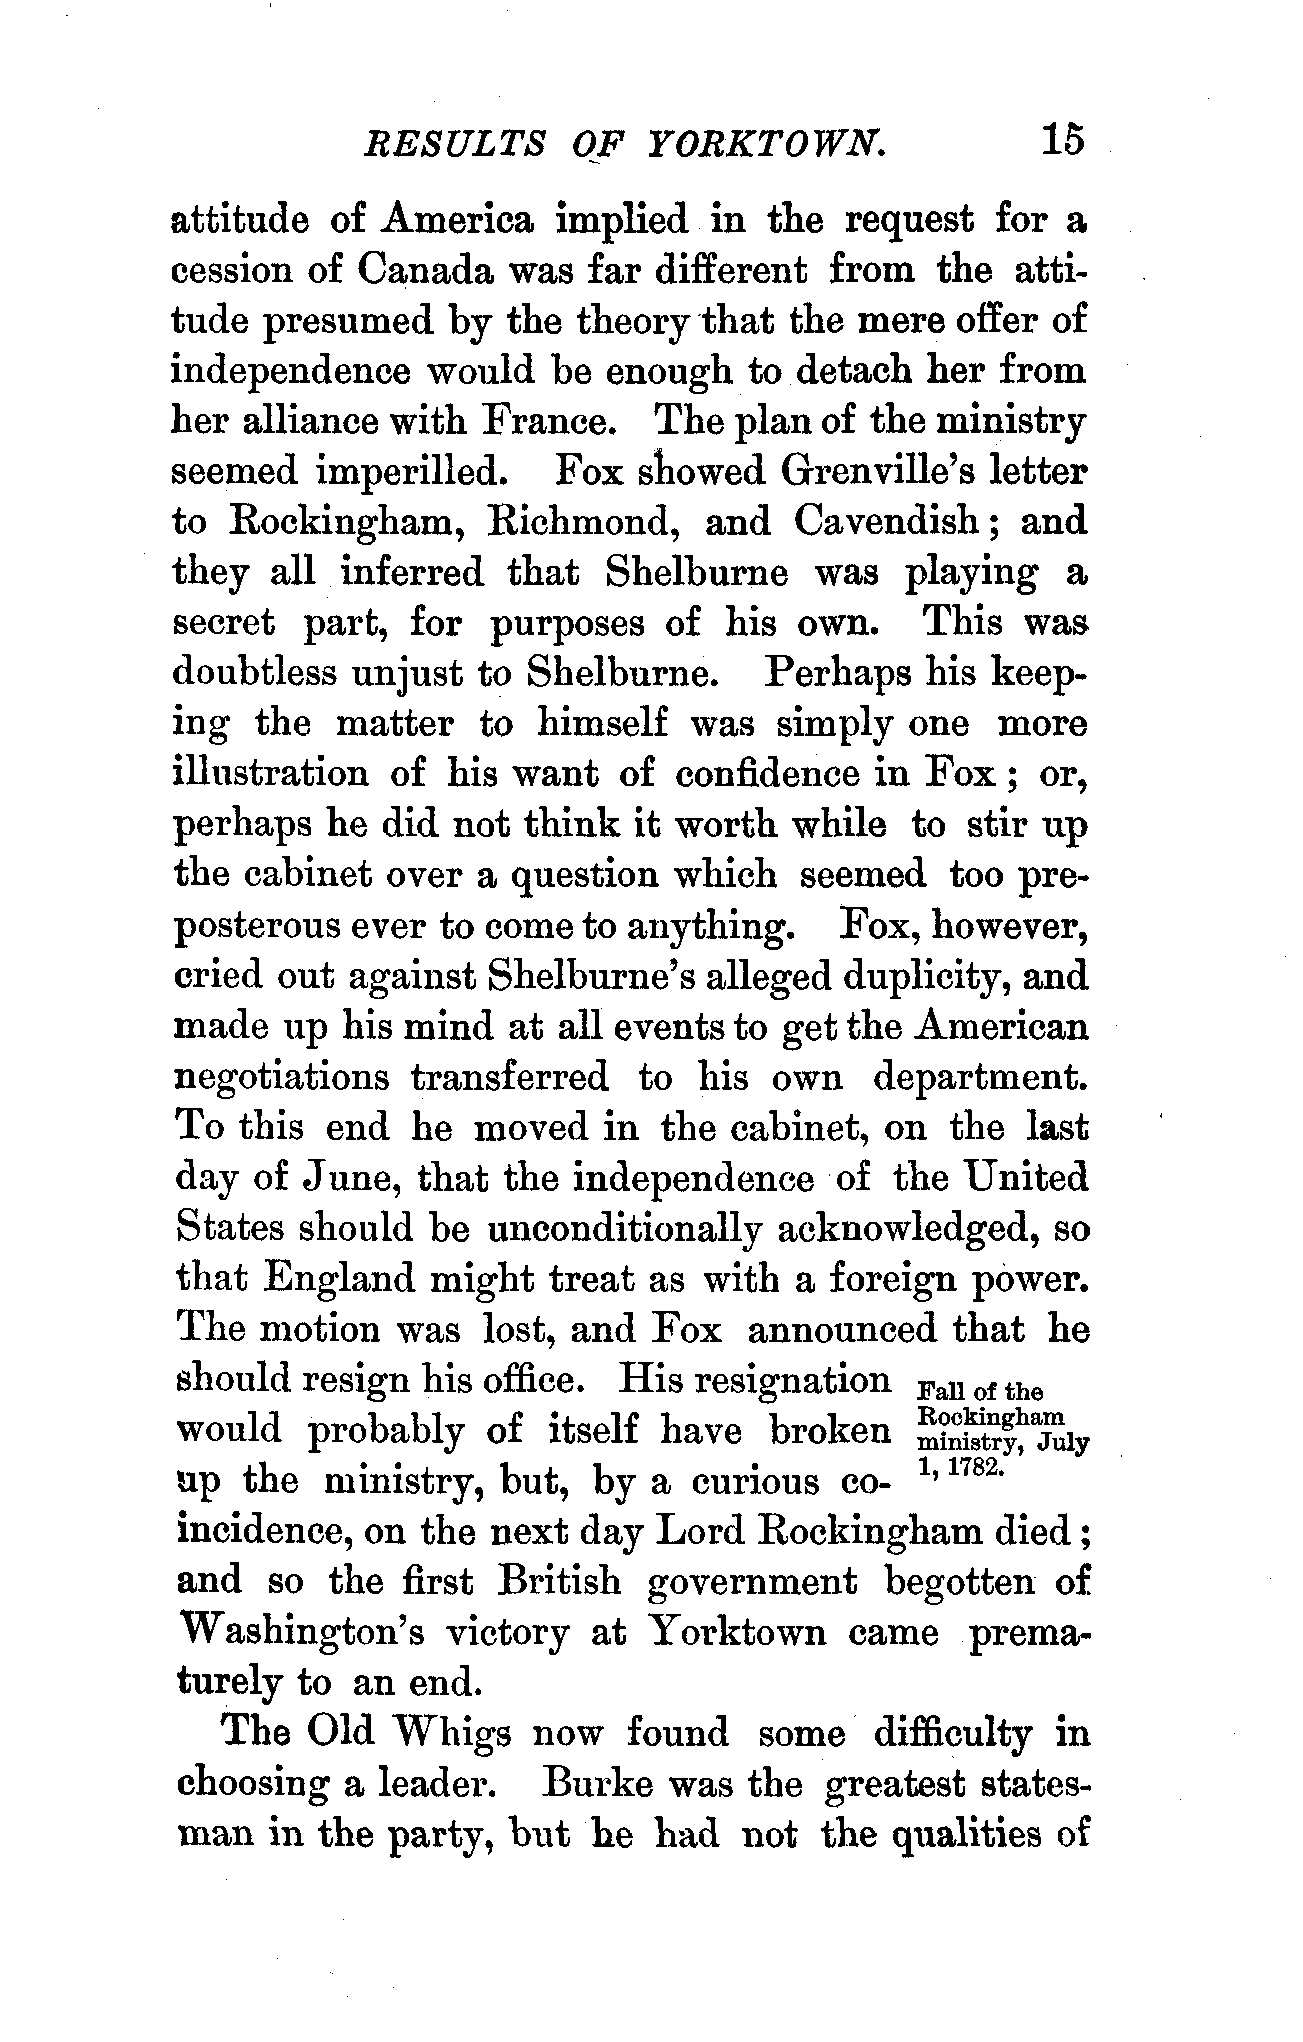 RESULTS OF YORKTOWN. 15
attitude of America implied in the request for a
cession of Canada was far different from the atti-
tude presumed by the theory that the mere offer of
independence would be enough to detach her from
her alliance with France. The plan of the ministry
seemed imperilled. Fox showed Grenville's letter
to Rockingham, Richmond, and Cavendish; and
they all inferred that Shelburne was playing a
secret part, for purposes of his own. This was
doubtless unjust to Shelburne. Perhaps his keep-
ing the matter to himself was simply one more
illustration of his want of confidence in Fox; or,
perhaps he did not think it worth while to stir up
the cabinet over a question which seemed too pre-
posterous ever to come to anything. Fox, however,
cried out against Shelburne's alleged duplicity, and
made up his mind at all events to get the American
negotiations transferred to his own department.
To this end he moved in the cabinet, on the last
day of June, that the independence of the United
States should be unconditionally acknowledged, so
that England might treat as with a foreign power.
The motion was lost, and Fox announced that he
should resign his office. His resignation
would probably of itself have broken
up the ministry, but, by a curious co-
Fall of the
Rockingham
ministry, July
1, 1782.
incidence, on the next day Lord Rockingham died;
and so the first British government begotten of
Washington's victory at Yorktown came prema-
turely to an end.
The Old Whigs now found some difficulty in
choosing a leader. Burke was the greatest states-
man in the party, but he had not the qualities of